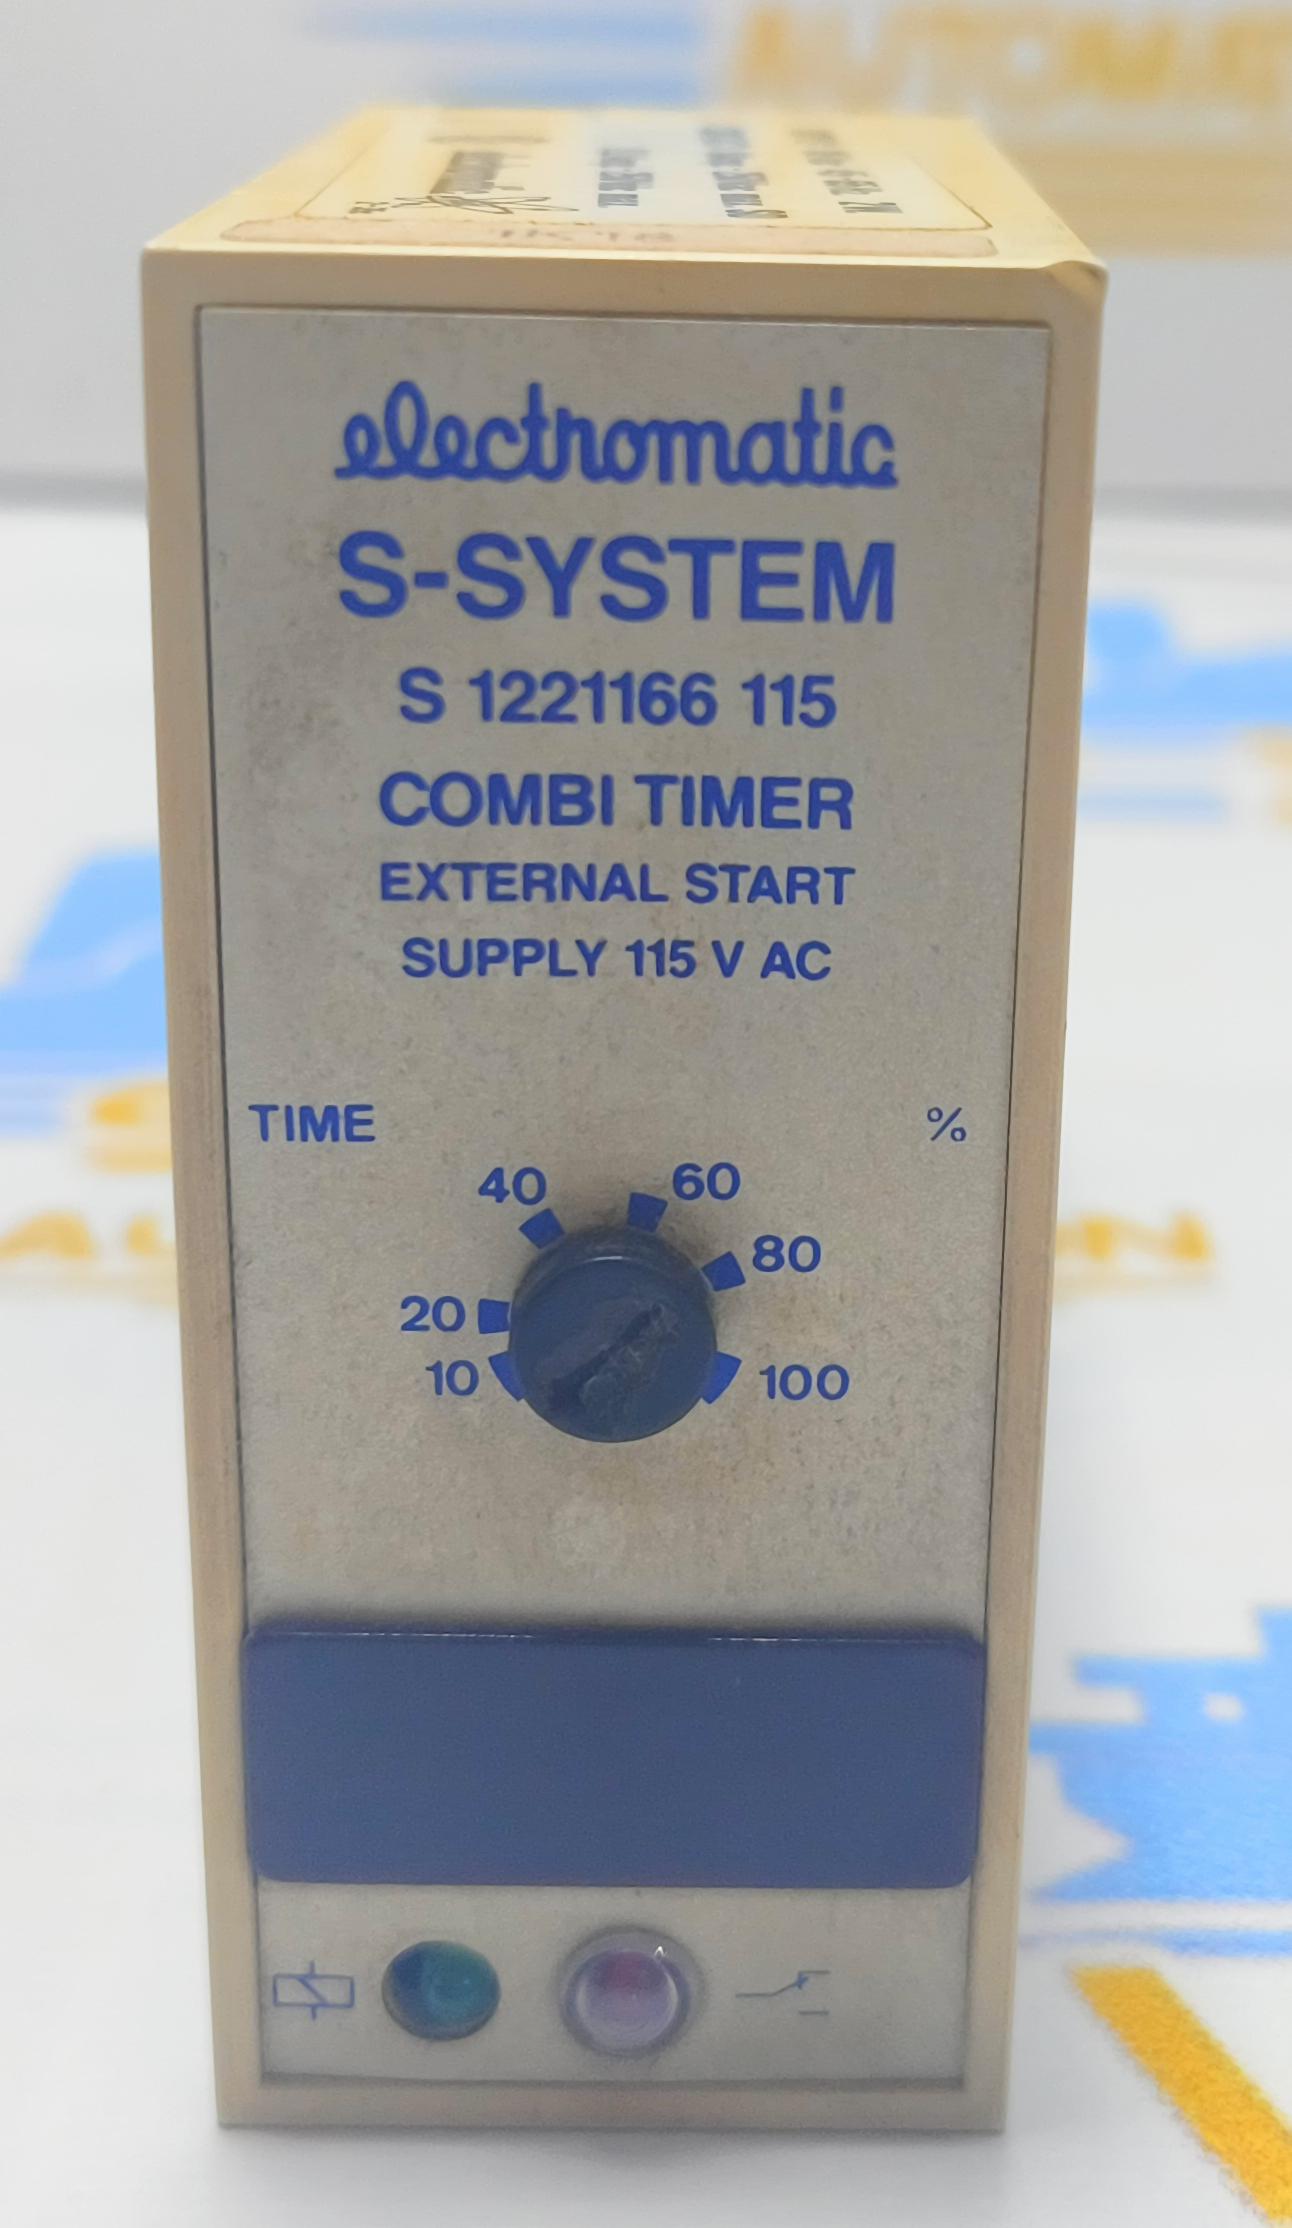 electromatic
S-SYSTEM
S 1221166 115
COMBI TIMER
EXTERNAL START
SUPPLY 115 V AC
TIME
%
40
60
20
80
10
100